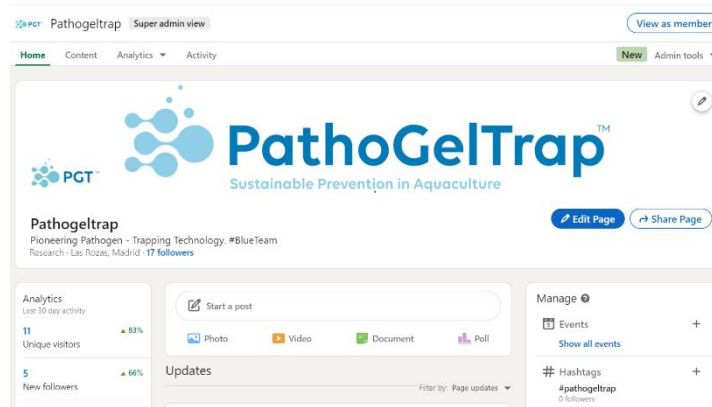 PGT Pathogeltrap Super admin view View as member
Home Content Analytics Activity New Admin tools
PathoGelTrap™
PGT
Sustainable Prevention in Aquaculture
Pathogeltrap
Edit Page Share Page
Pioneering Pathogen - Trapping Technology. #BlueTeam
Research · Las Rozas, Madrid · 17 followers
Analytics
Last 30 day activity
11 83%
Unique visitors
5 66%
New followers
Start a post
Photo Video Document Poll
Updates
Filter by: Page updates
Manage
Events +
Show all events
# Hashtags +
#pathogeltrap
0 followers